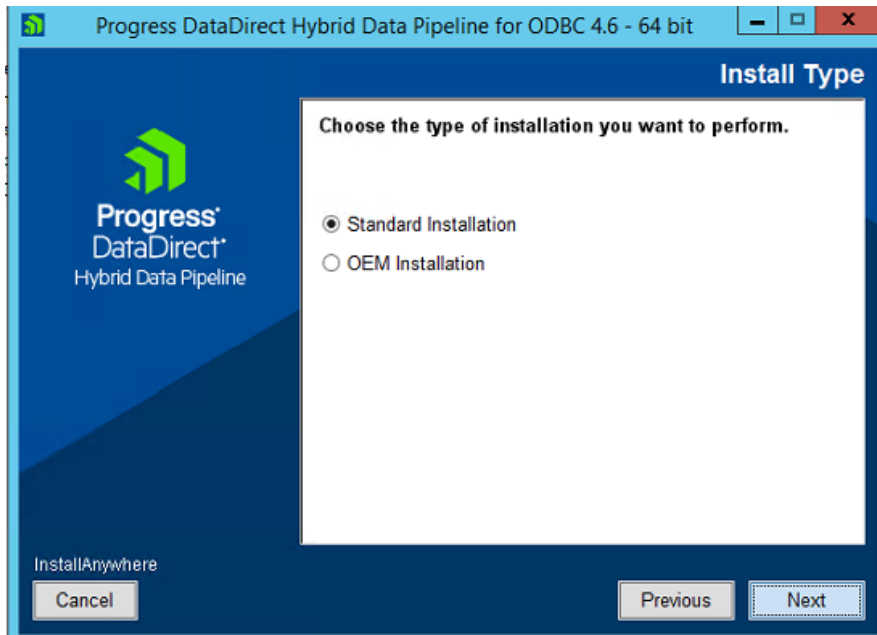 Progress DataDirect Hybrid Data Pipeline for ODBC 4.6 - 64 bit
Install Type
Choose the type of installation you want to perform.
Progress
DataDirect
Hybrid Data Pipeline
Standard Installation
OEM Installation
InstallAnywhere
Cancel
Previous
Next